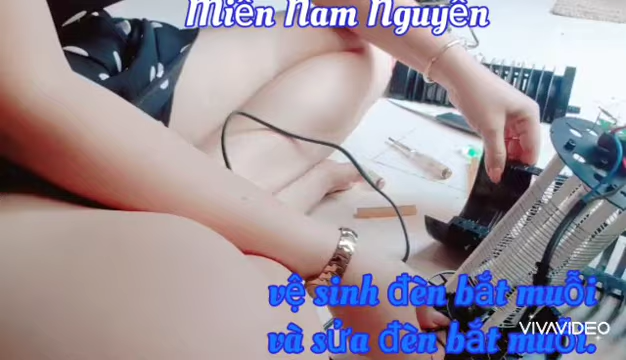 Miền Nam Nguyễn
vệ sinh đèn bắt muỗi
và sửa đèn bắt muỗi.
VIVAVIDEO